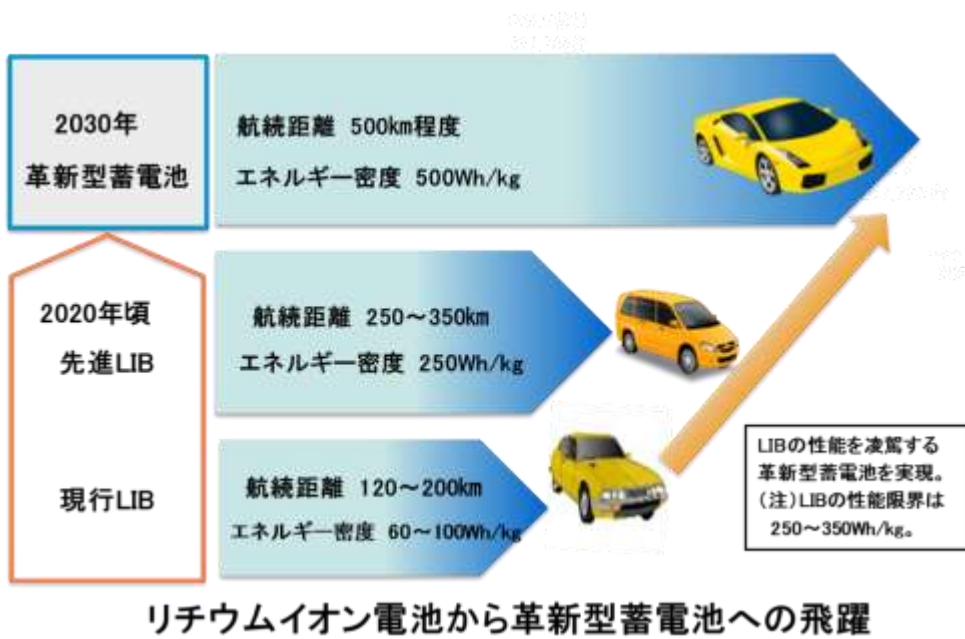 2030年
革新型蓄電池
航続距離 500km程度
エネルギー密度 500Wh/kg
2020年頃
先進LIB
航続距離 250～350km
エネルギー密度 250Wh/kg
現行LIB
航続距離 120～200km
エネルギー密度 60～100Wh/kg
LIBの性能を凌駕する
革新型蓄電池を実現。
(注)LIBの性能限界は
250～350Wh/kg。
リチウムイオン電池から革新型蓄電池への飛躍